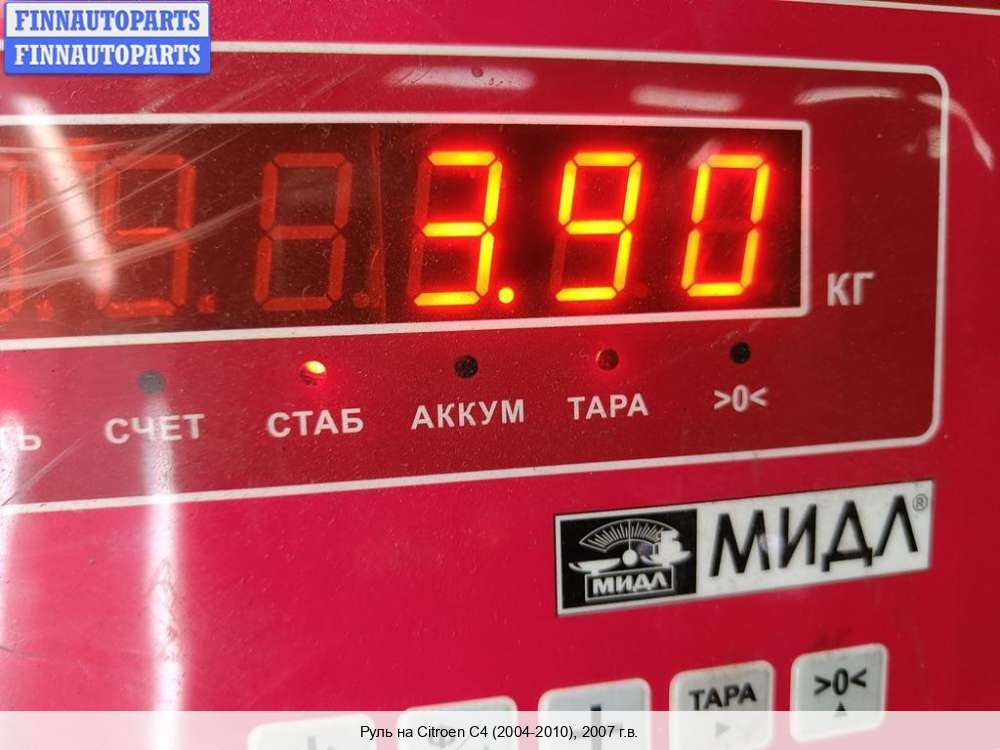 FINNAUTOPARTS
FINNAUTOPARTS
3.90
КГ
СЧЕТ СТАБ АККУМ ТАРА >0<
МИДЛ МИДЛ®
ТАРА >0<
Руль на Citroen C4 (2004-2010), 2007 г.в.